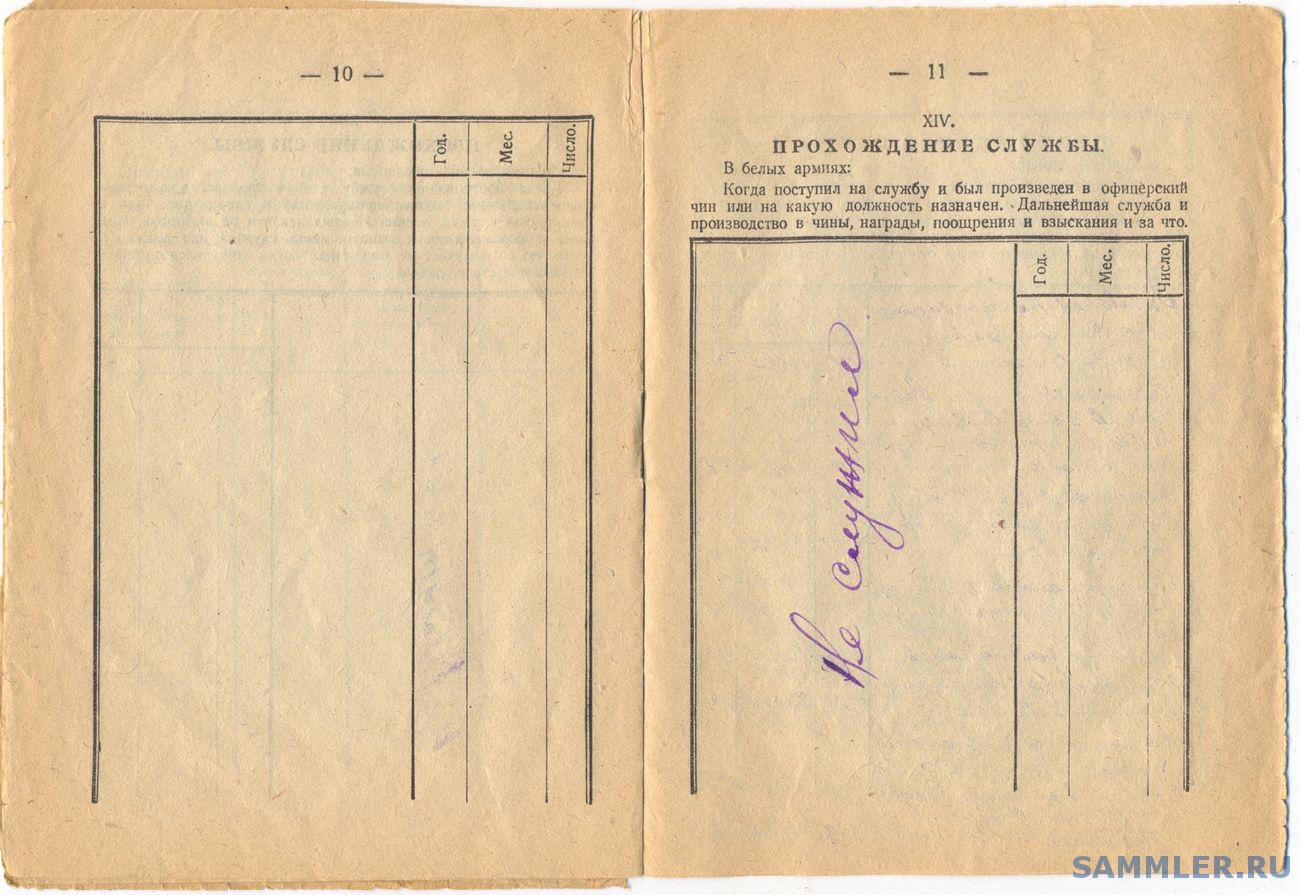 — 10 —
Год.
Мес.
Число.
— 11 —
XIV.
ПРОХОЖДЕНИЕ СЛУЖБЫ.
В белых армиях:
Когда поступил на службу и был произведен в офицерский
чин или на какую должность назначен. Дальнейшая служба и
производство в чины, награды, поощрения и взыскания и за что.
Год.
Мес.
Число.
Не служил
SAMMLER.RU